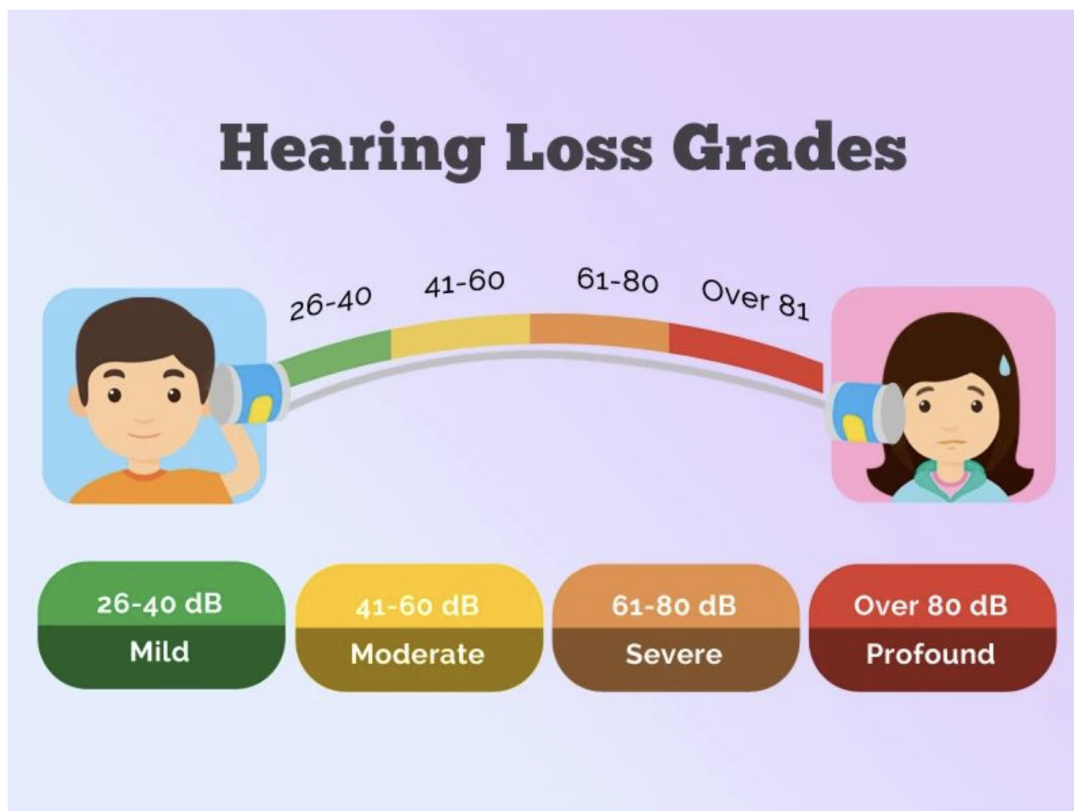 Hearing Loss Grades
26-40
41-60
61-80
Over 81
26-40 dB
Mild
41-60 dB
Moderate
61-80 dB
Severe
Over 80 dB
Profound